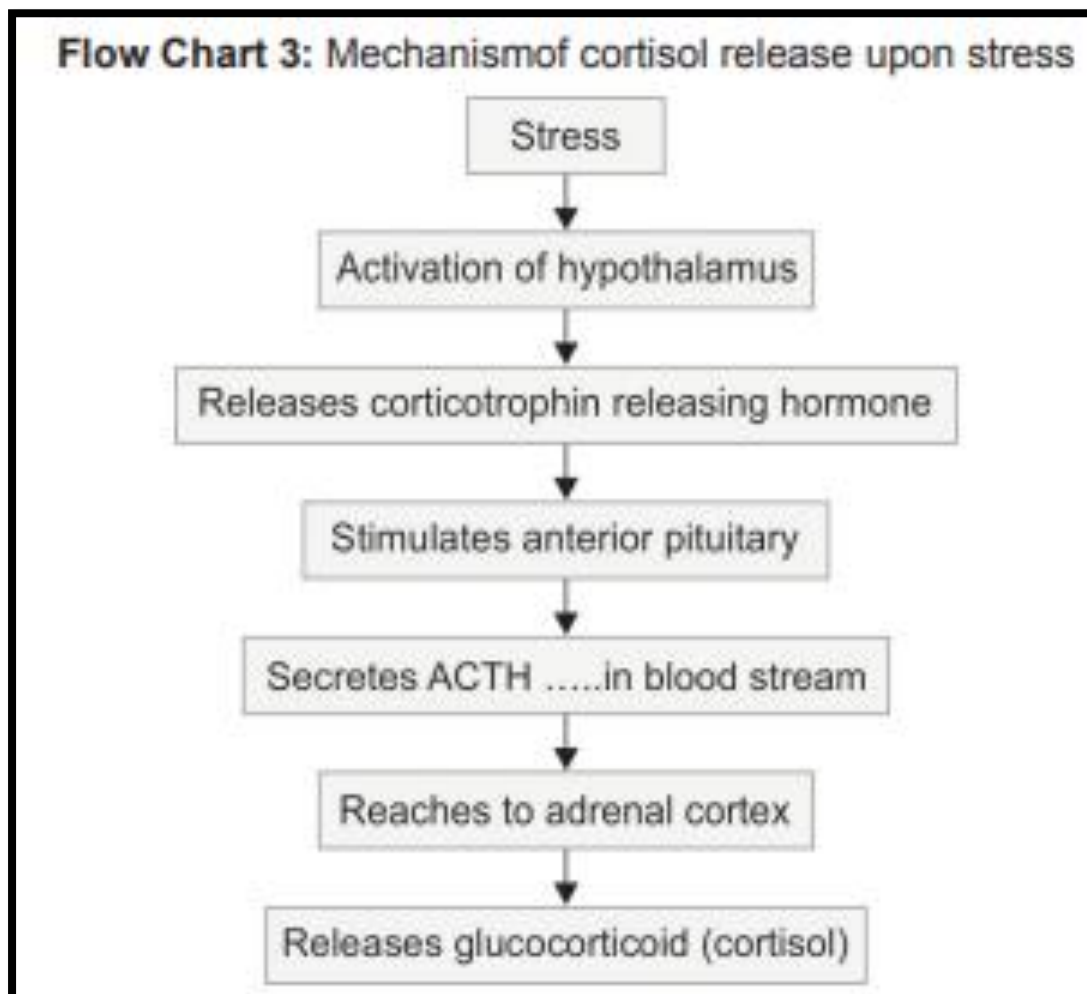 Flow Chart 3: Mechanismof cortisol release upon stress
Stress
Activation of hypothalamus
Releases corticotrophin releasing hormone
Stimulates anterior pituitary
Secretes ACTH .....in blood stream
Reaches to adrenal cortex
Releases glucocorticoid (cortisol)